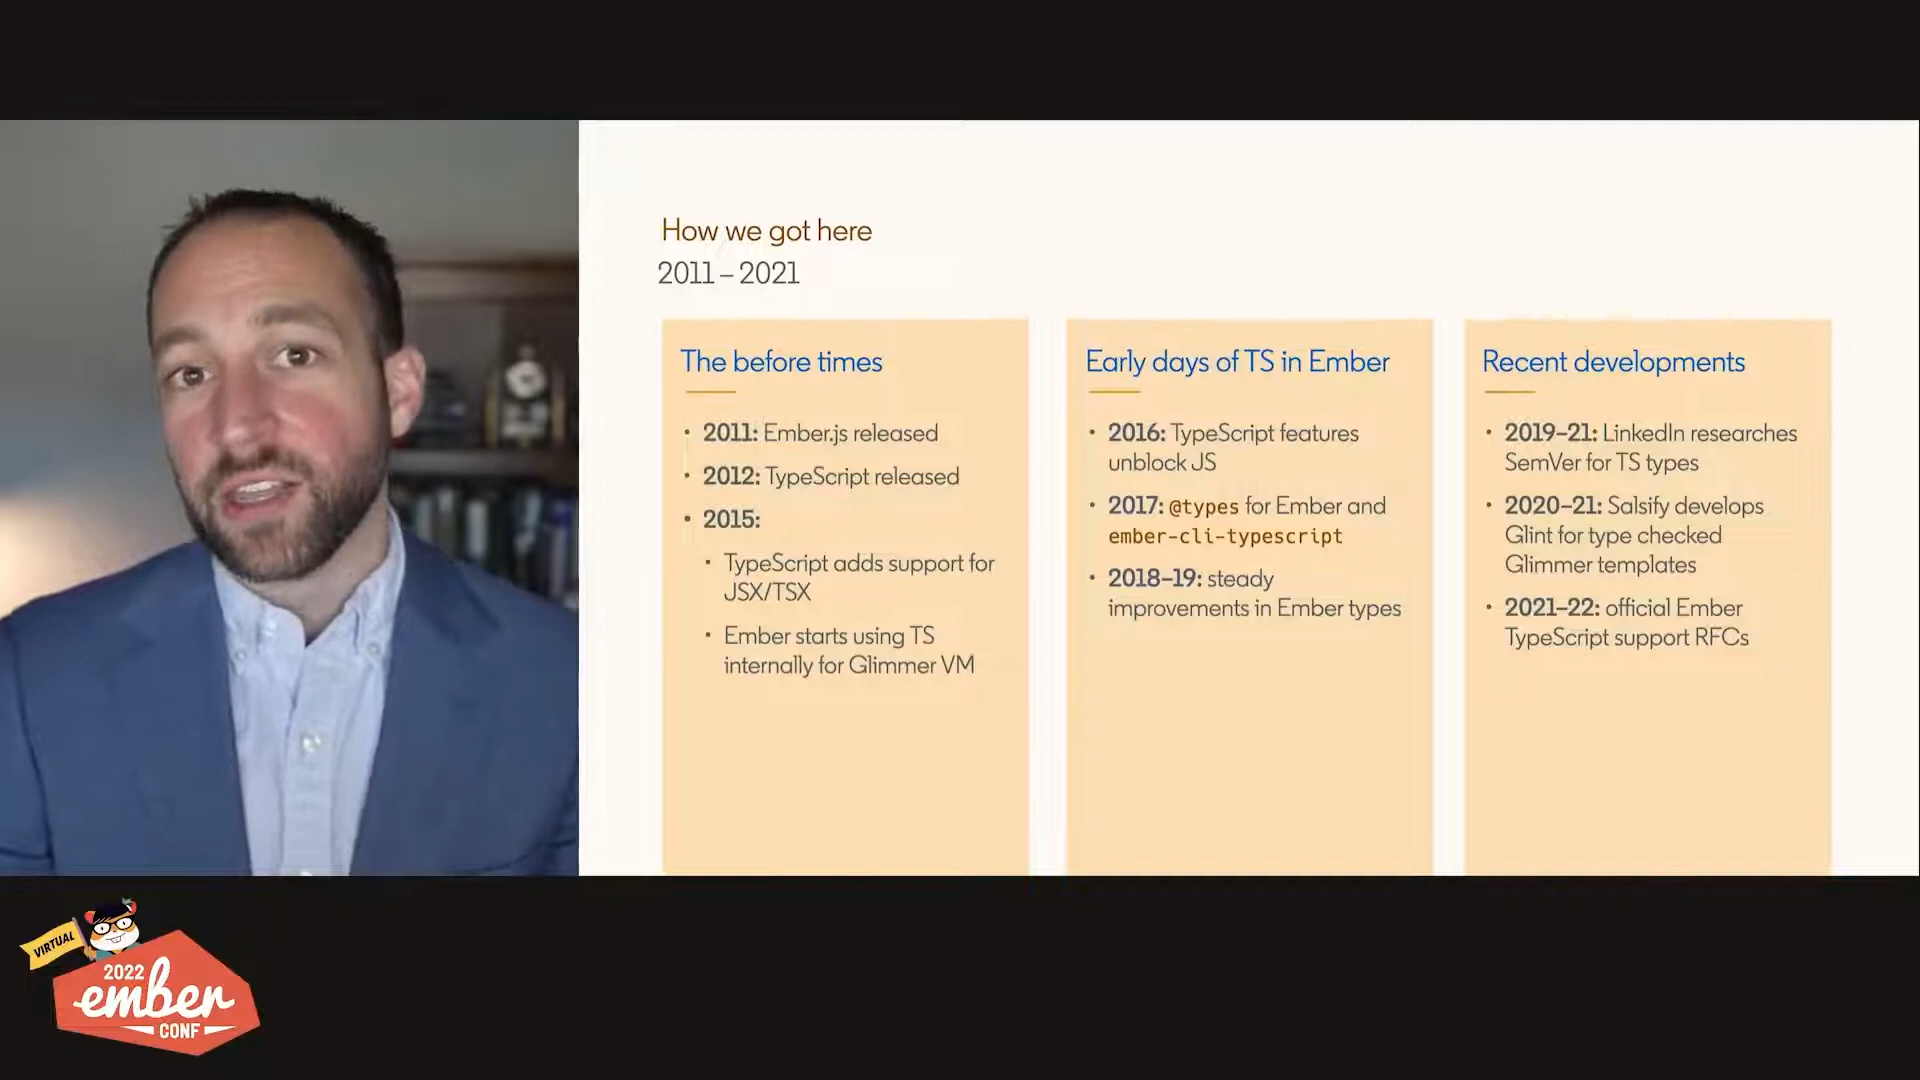 How we got here
2011 – 2021
The before times
• 2011: Ember.js released
• 2012: TypeScript released
• 2015:
• TypeScript adds support for
JSX/TSX
• Ember starts using TS
internally for Glimmer VM
Early days of TS in Ember
• 2016: TypeScript features
unblock JS
• 2017: @types for Ember and
ember-cli-typescript
• 2018–19: steady
improvements in Ember types
Recent developments
• 2019–21: LinkedIn researches
SemVer for TS types
• 2020–21: Salsify develops
Glint for type checked
Glimmer templates
• 2021–22: official Ember
TypeScript support RFCs
VIRTUAL
2022
ember
CONF